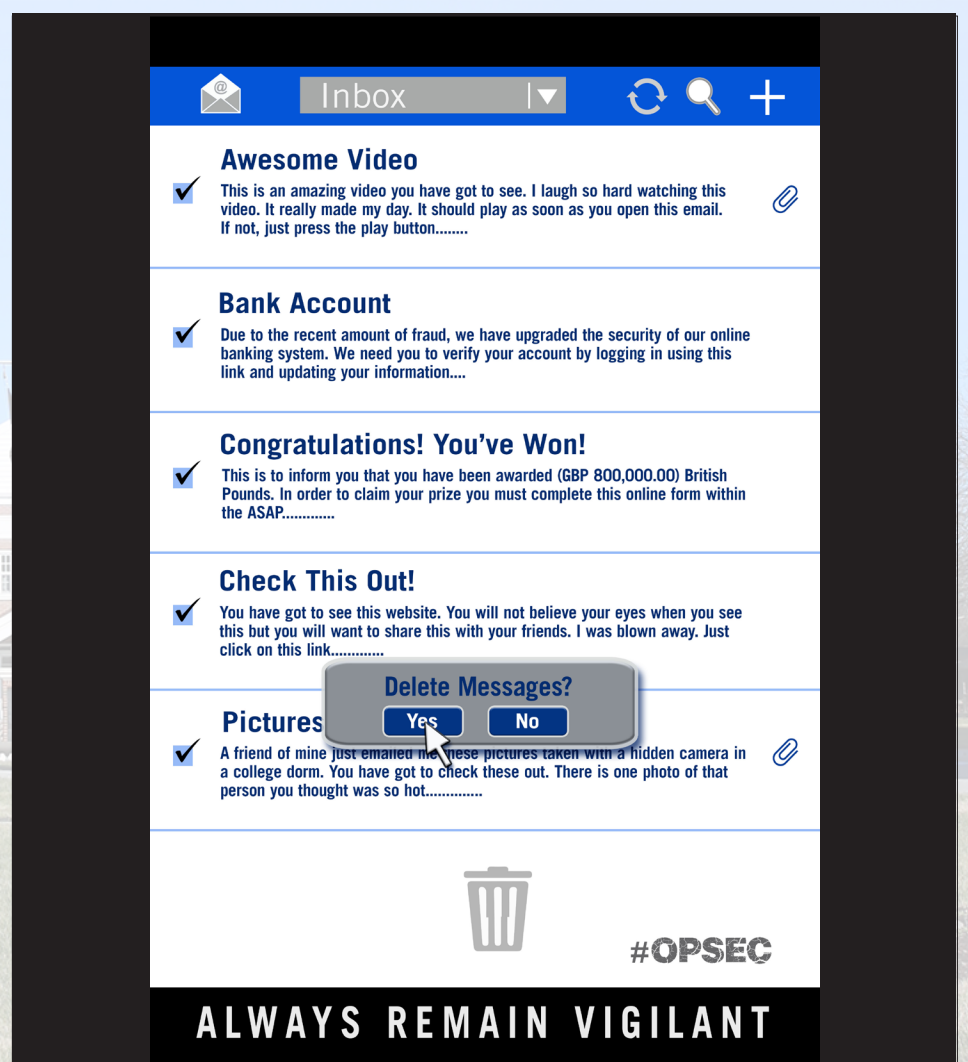 @
Inbox
Awesome Video
This is an amazing video you have got to see. I laugh so hard watching this
video. It really made my day. It should play as soon as you open this email.
If not, just press the play button........
Bank Account
Due to the recent amount of fraud, we have upgraded the security of our online
banking system. We need you to verify your account by logging in using this
link and updating your information....
Congratulations! You've Won!
This is to inform you that you have been awarded (GBP 800,000.00) British
Pounds. In order to claim your prize you must complete this online form within
the ASAP.............
Check This Out!
You have got to see this website. You will not believe your eyes when you see
this but you will want to share this with your friends. I was blown away. Just
click on this link.............
Delete Messages?
Yes No
Pictures
A friend of mine just emailed me these pictures taken with a hidden camera in
a college dorm. You have got to check these out. There is one photo of that
person you thought was so hot..............
#OPSEC
ALWAYS REMAIN VIGILANT